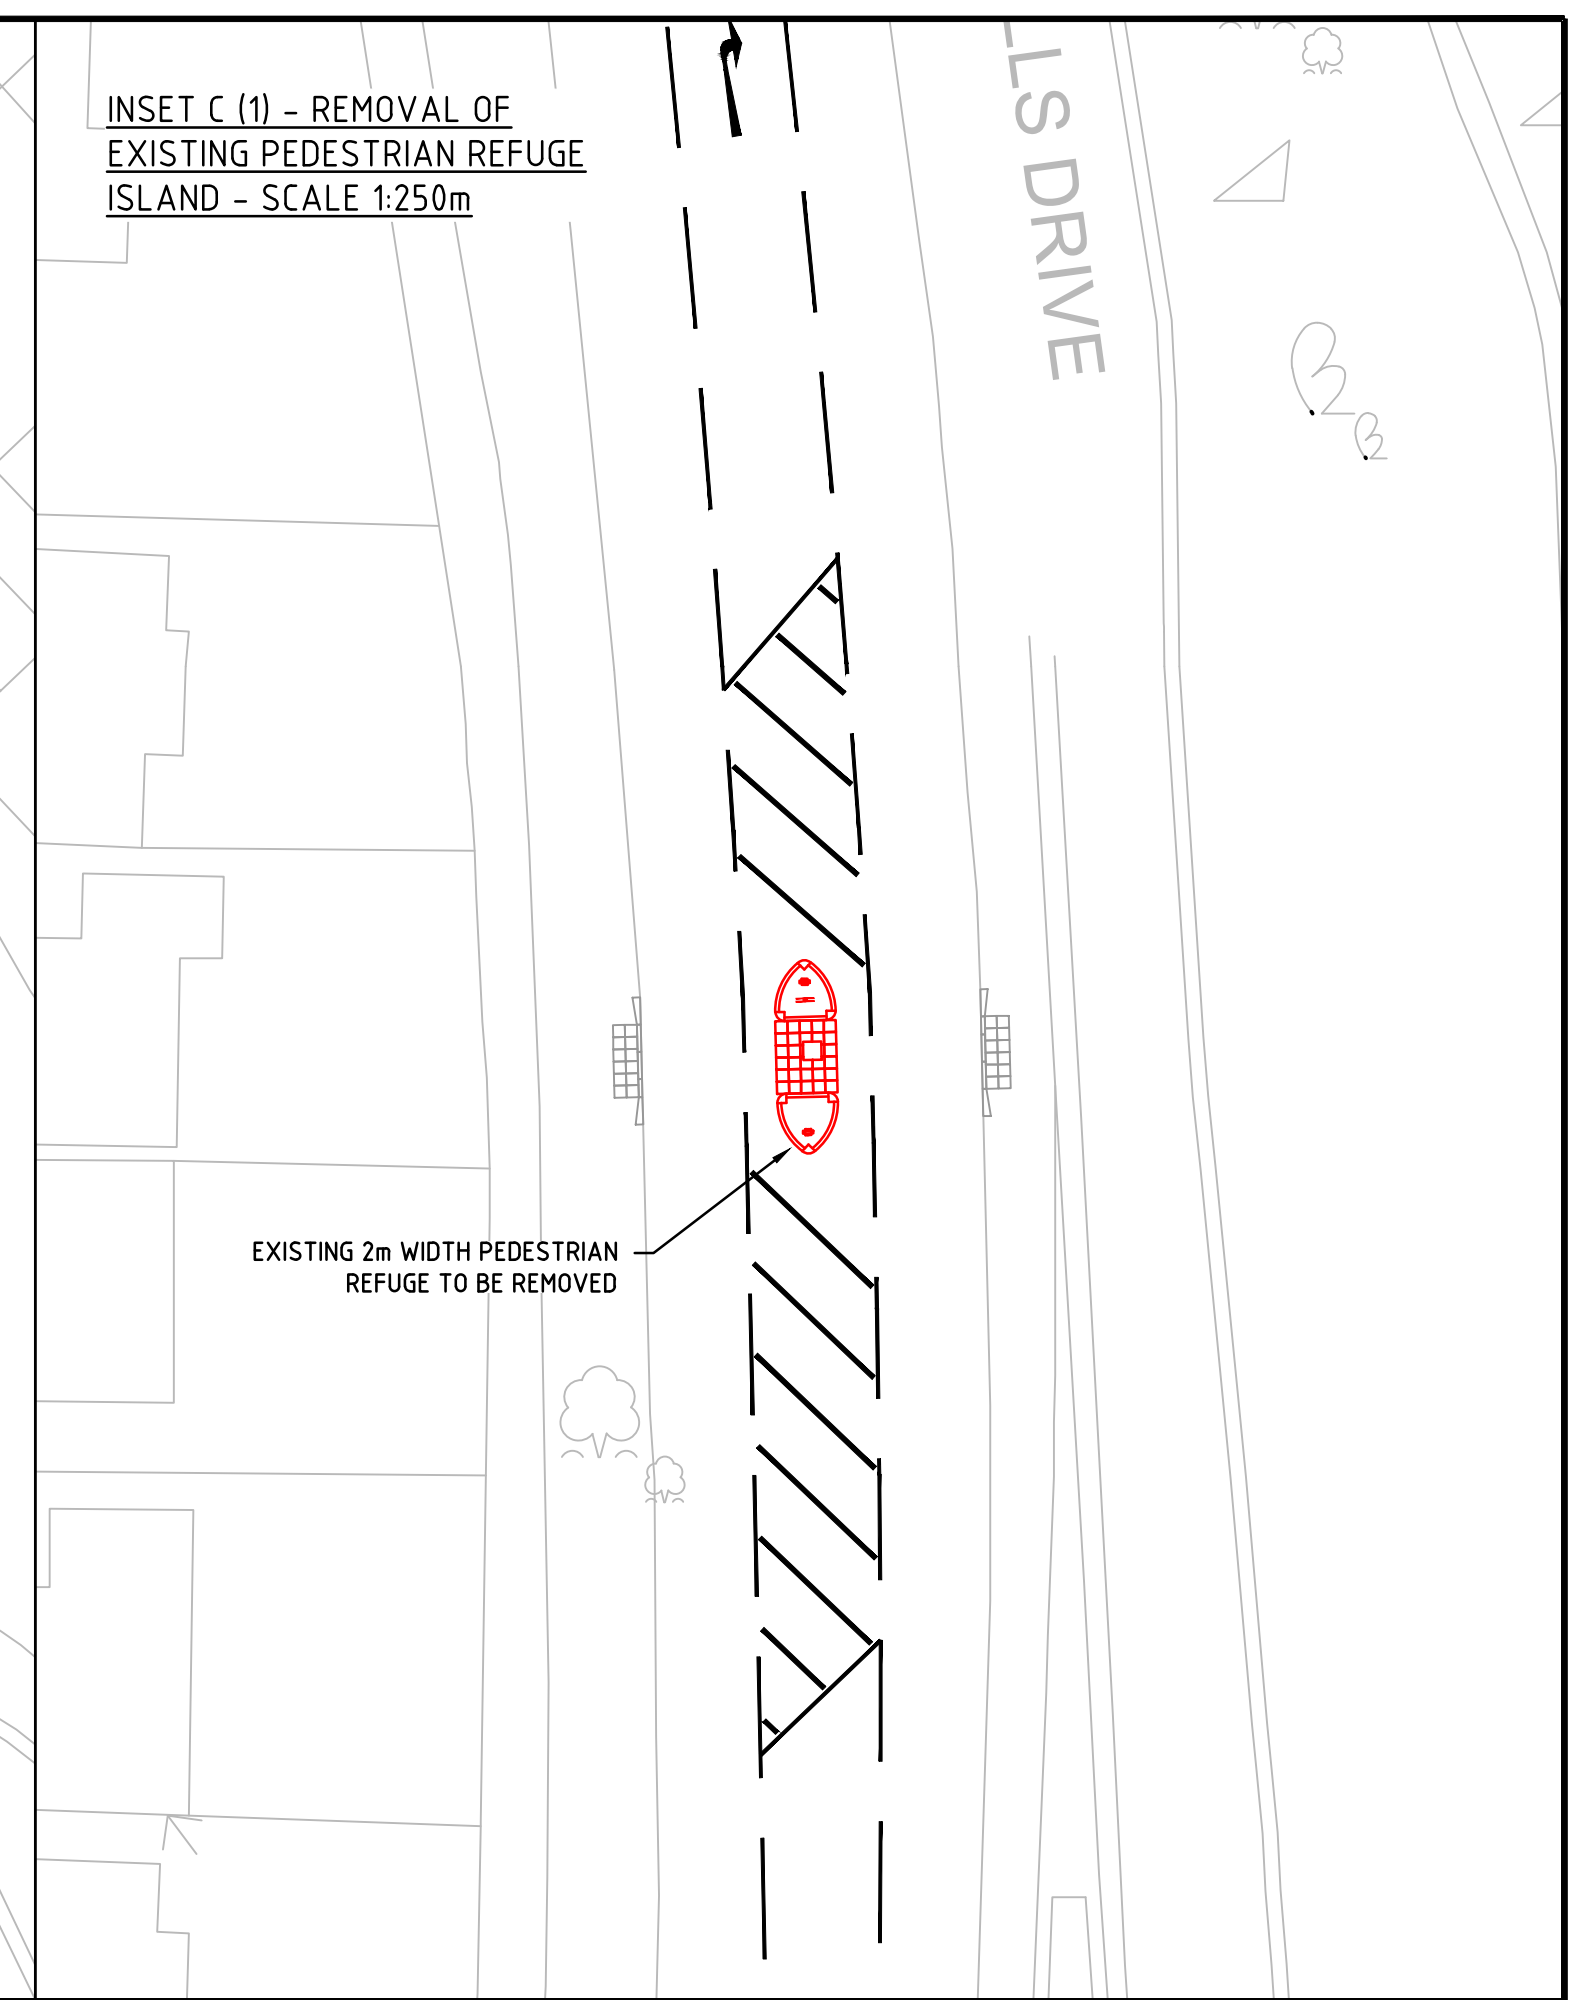 INSET C (1) - REMOVAL OF
EXISTING PEDESTRIAN REFUGE
ISLAND - SCALE 1:250m
LLS DRIVE
EXISTING 2m WIDTH PEDESTRIAN
REFUGE TO BE REMOVED